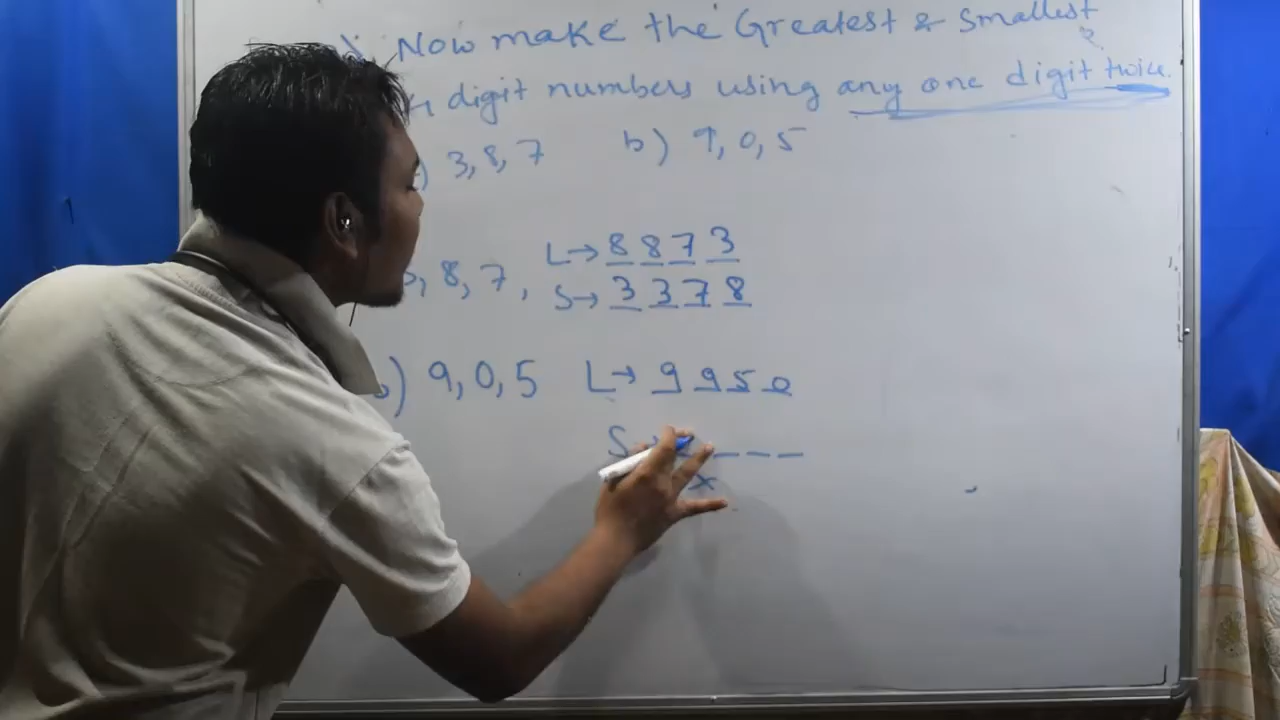 Now make the Greatest & Smallest
digit numbers using any one digit twice.
) 3, 8, 7 b) 9, 0, 5
, 8, 7, L→ 8 8 7 3
S→ 3 3 7 8
b) 9, 0, 5 L→ 9 9 5 0
S → _ _ _
x